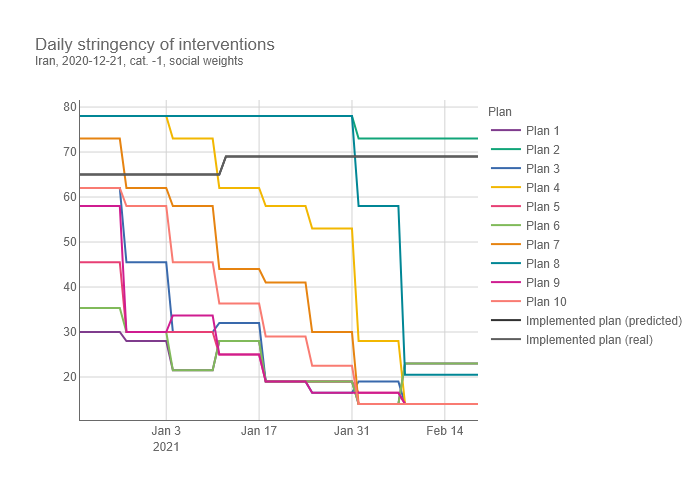 Daily stringency of interventions
Iran, 2020-12-21, cat. -1, social weights
80
70
60
50
40
30
20
Jan 3
2021
Jan 17
Jan 31
Feb 14
Plan
Plan 1
Plan 2
Plan 3
Plan 4
Plan 5
Plan 6
Plan 7
Plan 8
Plan 9
Plan 10
Implemented plan (predicted)
Implemented plan (real)